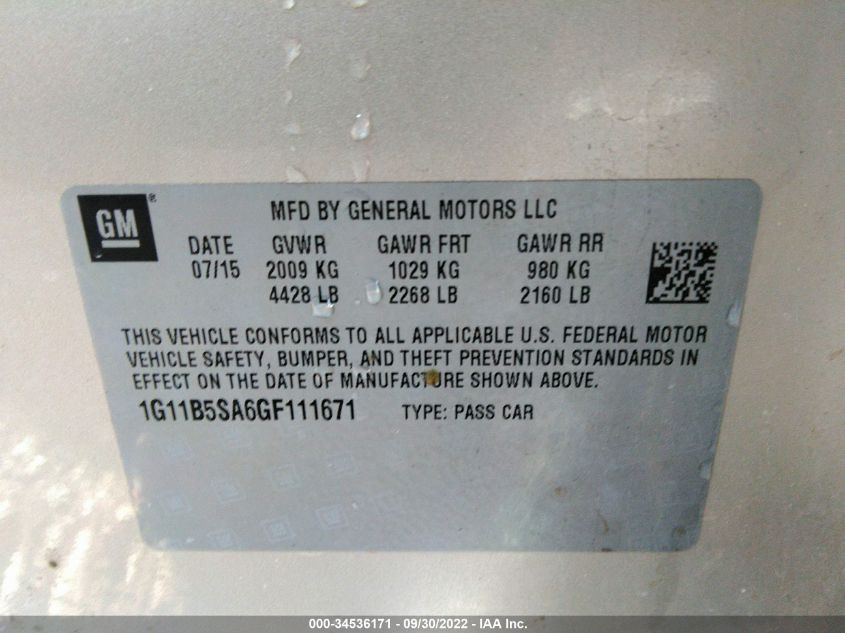 GM®
MFD BY GENERAL MOTORS LLC
DATE GVWR GAWR FRT GAWR RR
07/15 2009 KG 1029 KG 980 KG
4428 LB 2268 LB 2160 LB
THIS VEHICLE CONFORMS TO ALL APPLICABLE U.S. FEDERAL MOTOR
VEHICLE SAFETY, BUMPER, AND THEFT PREVENTION STANDARDS IN
EFFECT ON THE DATE OF MANUFACTURE SHOWN ABOVE.
1G11B5SA6GF111671 TYPE: PASS CAR
000-34536171 - 09/30/2022 - IAA Inc.